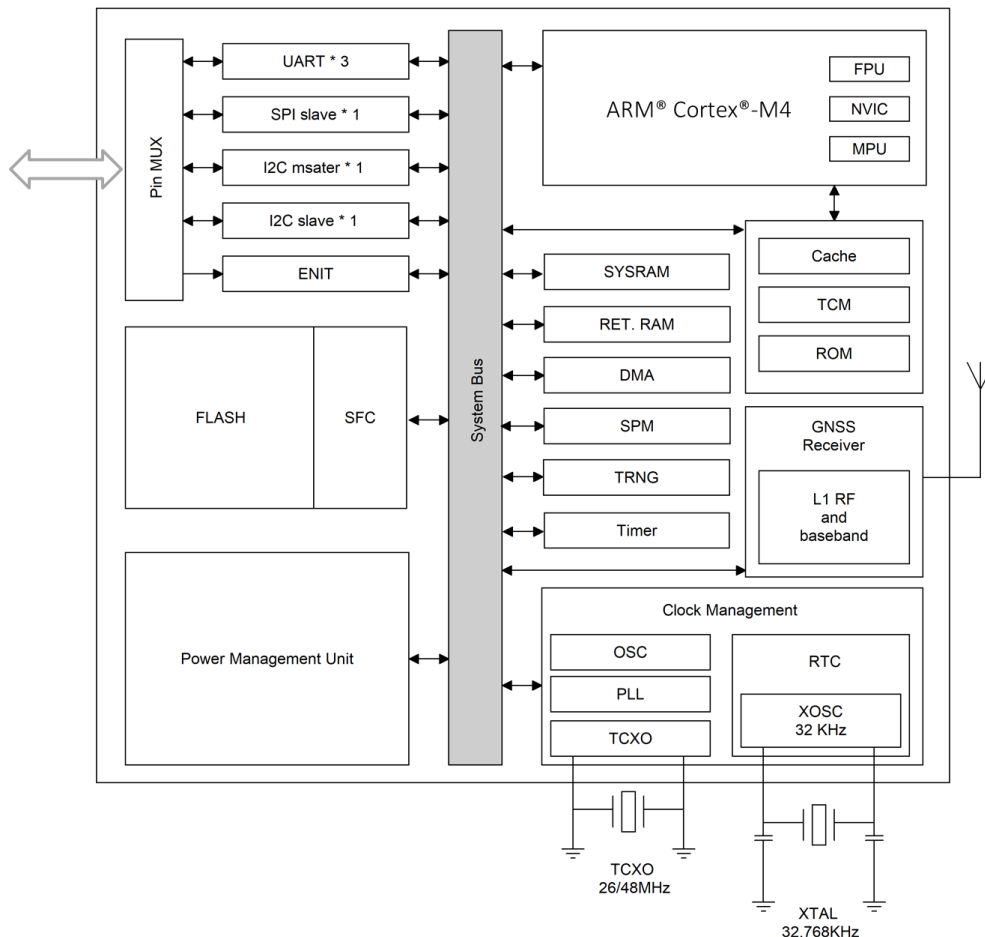 UART * 3
SPI slave * 1
I2C msater * 1
I2C slave * 1
ENIT
Pin MUX
FLASH
SFC
Power Management Unit
System Bus
ARM® Cortex®-M4
FPU
NVIC
MPU
Cache
TCM
ROM
SYSRAM
RET. RAM
DMA
SPM
TRNG
Timer
GNSS
Receiver
L1 RF
and
baseband
Clock Management
OSC
PLL
TCXO
RTC
XOSC
32 KHz
TCXO
26/48MHz
XTAL
32.768KHz